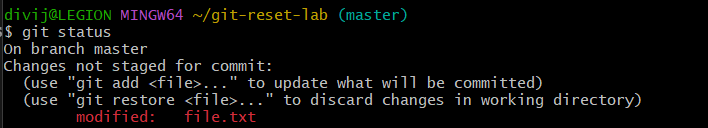 divij@LEGION MINGW64 ~/git-reset-lab (master)
$ git status
On branch master
Changes not staged for commit:
  (use "git add <file>..." to update what will be committed)
  (use "git restore <file>..." to discard changes in working directory)
        modified:   file.txt